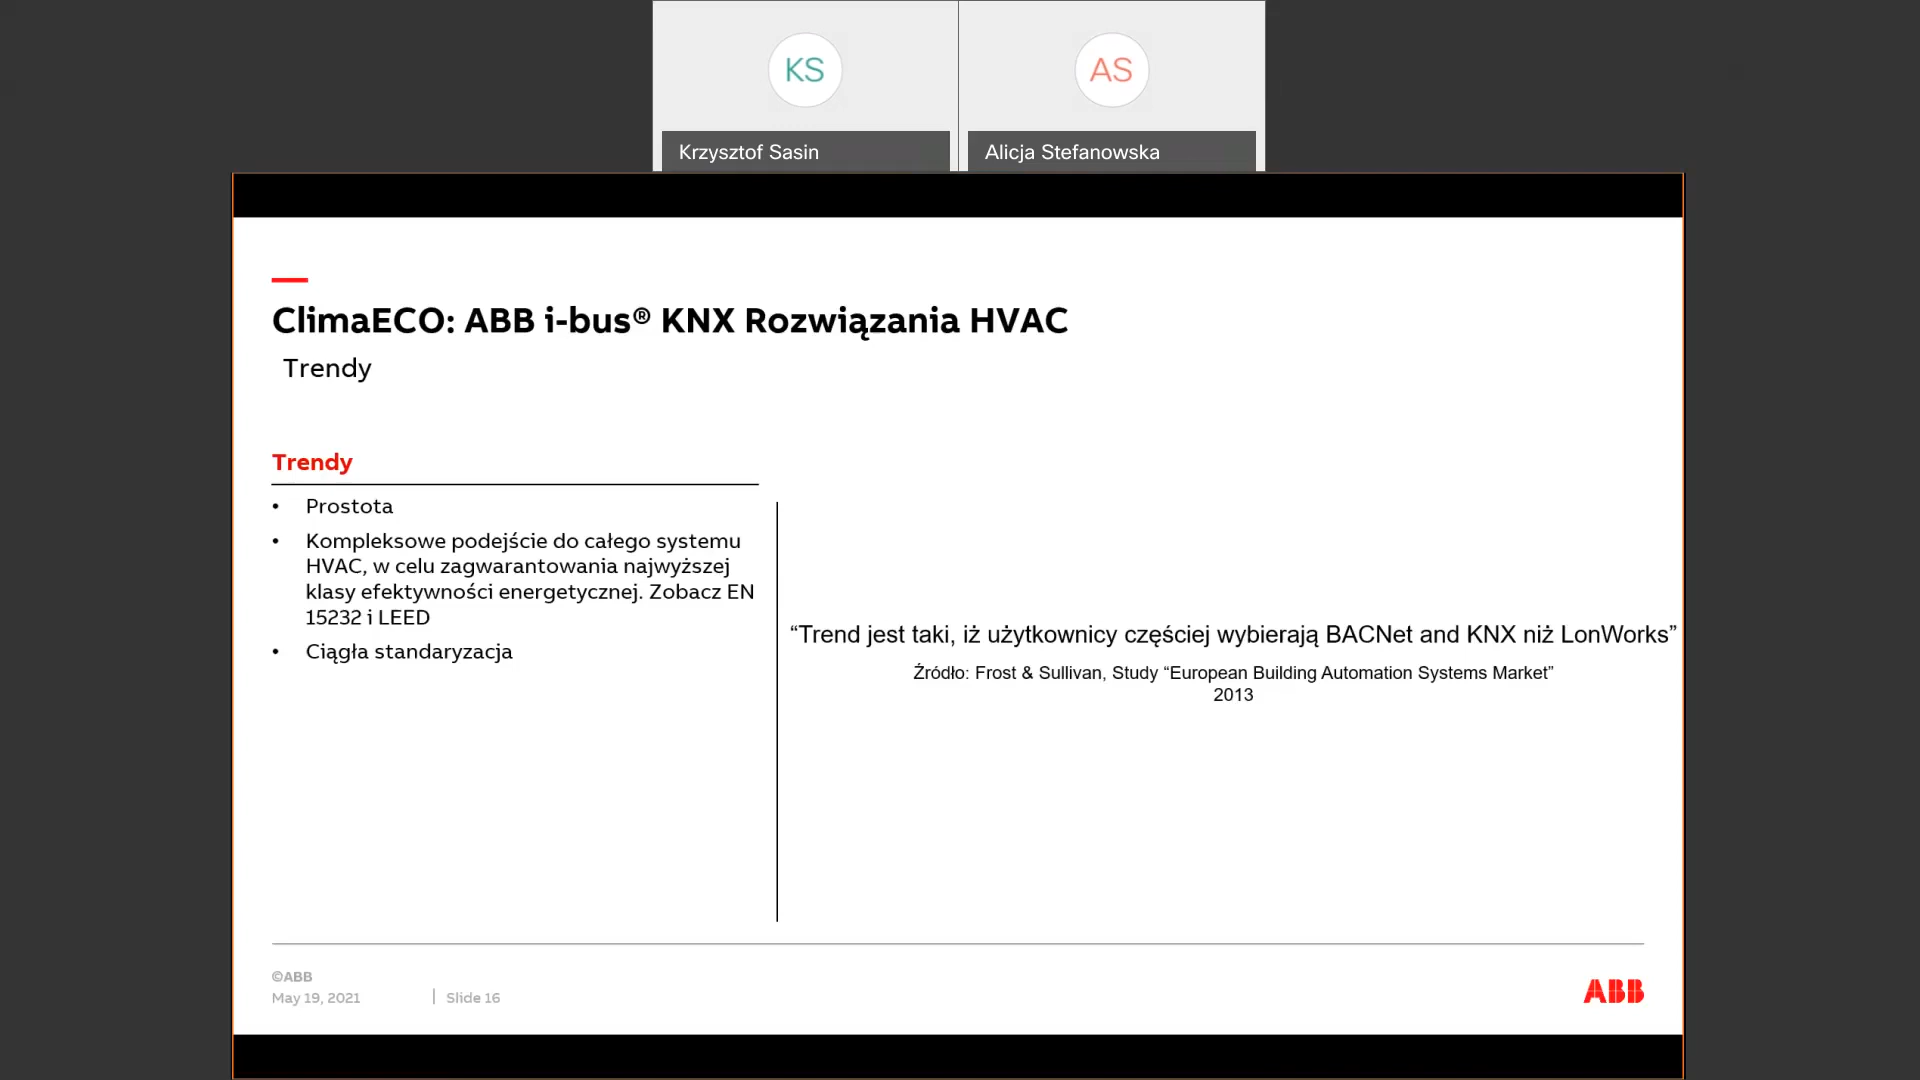 KS
AS
Krzysztof Sasin
Alicja Stefanowska
ClimaECO: ABB i-bus® KNX Rozwiązania HVAC
Trendy
Trendy
• Prostota
• Kompleksowe podejście do całego systemu
HVAC, w celu zagwarantowania najwyższej
klasy efektywności energetycznej. Zobacz EN
15232 i LEED
• Ciągła standaryzacja
“Trend jest taki, iż użytkownicy częściej wybierają BACNet and KNX niż LonWorks”
Źródło: Frost & Sullivan, Study “European Building Automation Systems Market”
2013
©ABB
May 19, 2021 | Slide 16
ABB